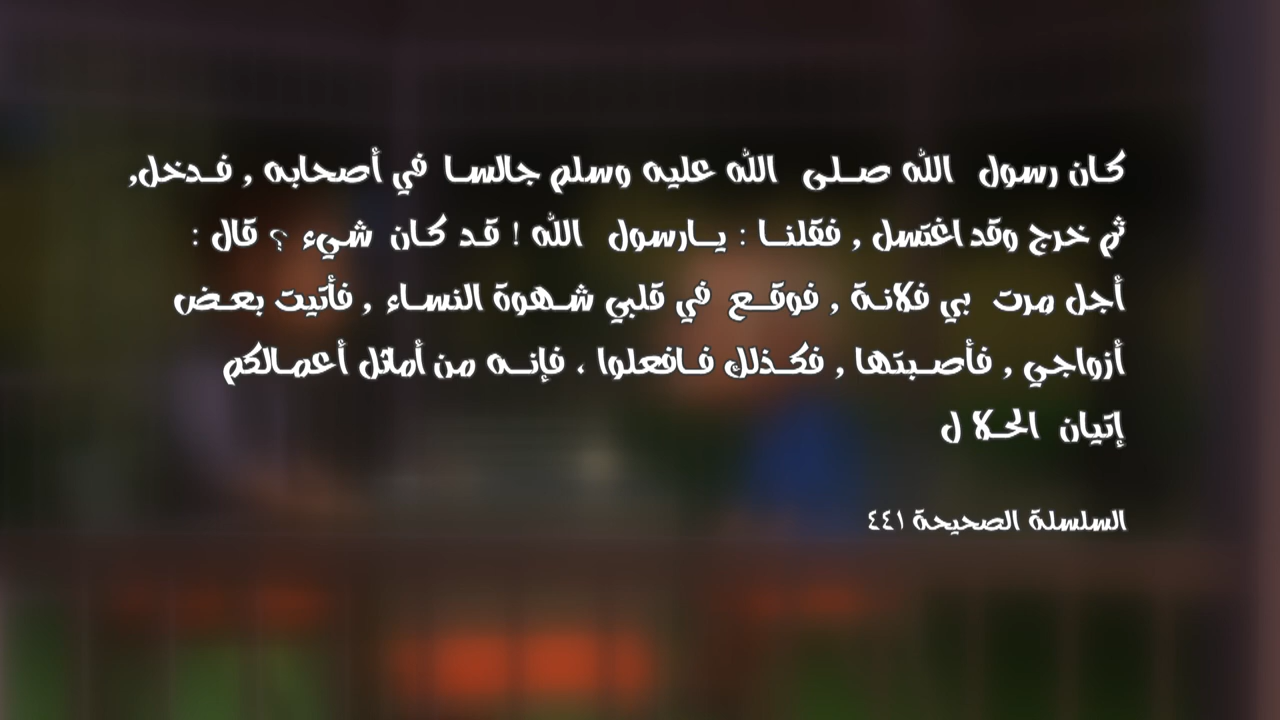 كان رسول الله صلى الله عليه وسلم جالسا في أصحابه , فدخل,
ثم خرج وقد اغتسل , فقلنا : يارسول الله ! قد كان شيء ؟ قال :
أجل مرت بي فلانة , فوقع في قلبي شهوة النساء , فأتيت بعض
أزواجي , فأصبتها , فكذلك فافعلوا ، فإنه من أماثل أعمالكم
إتيان الحلال
السلسلة الصحيحة ٤٤١